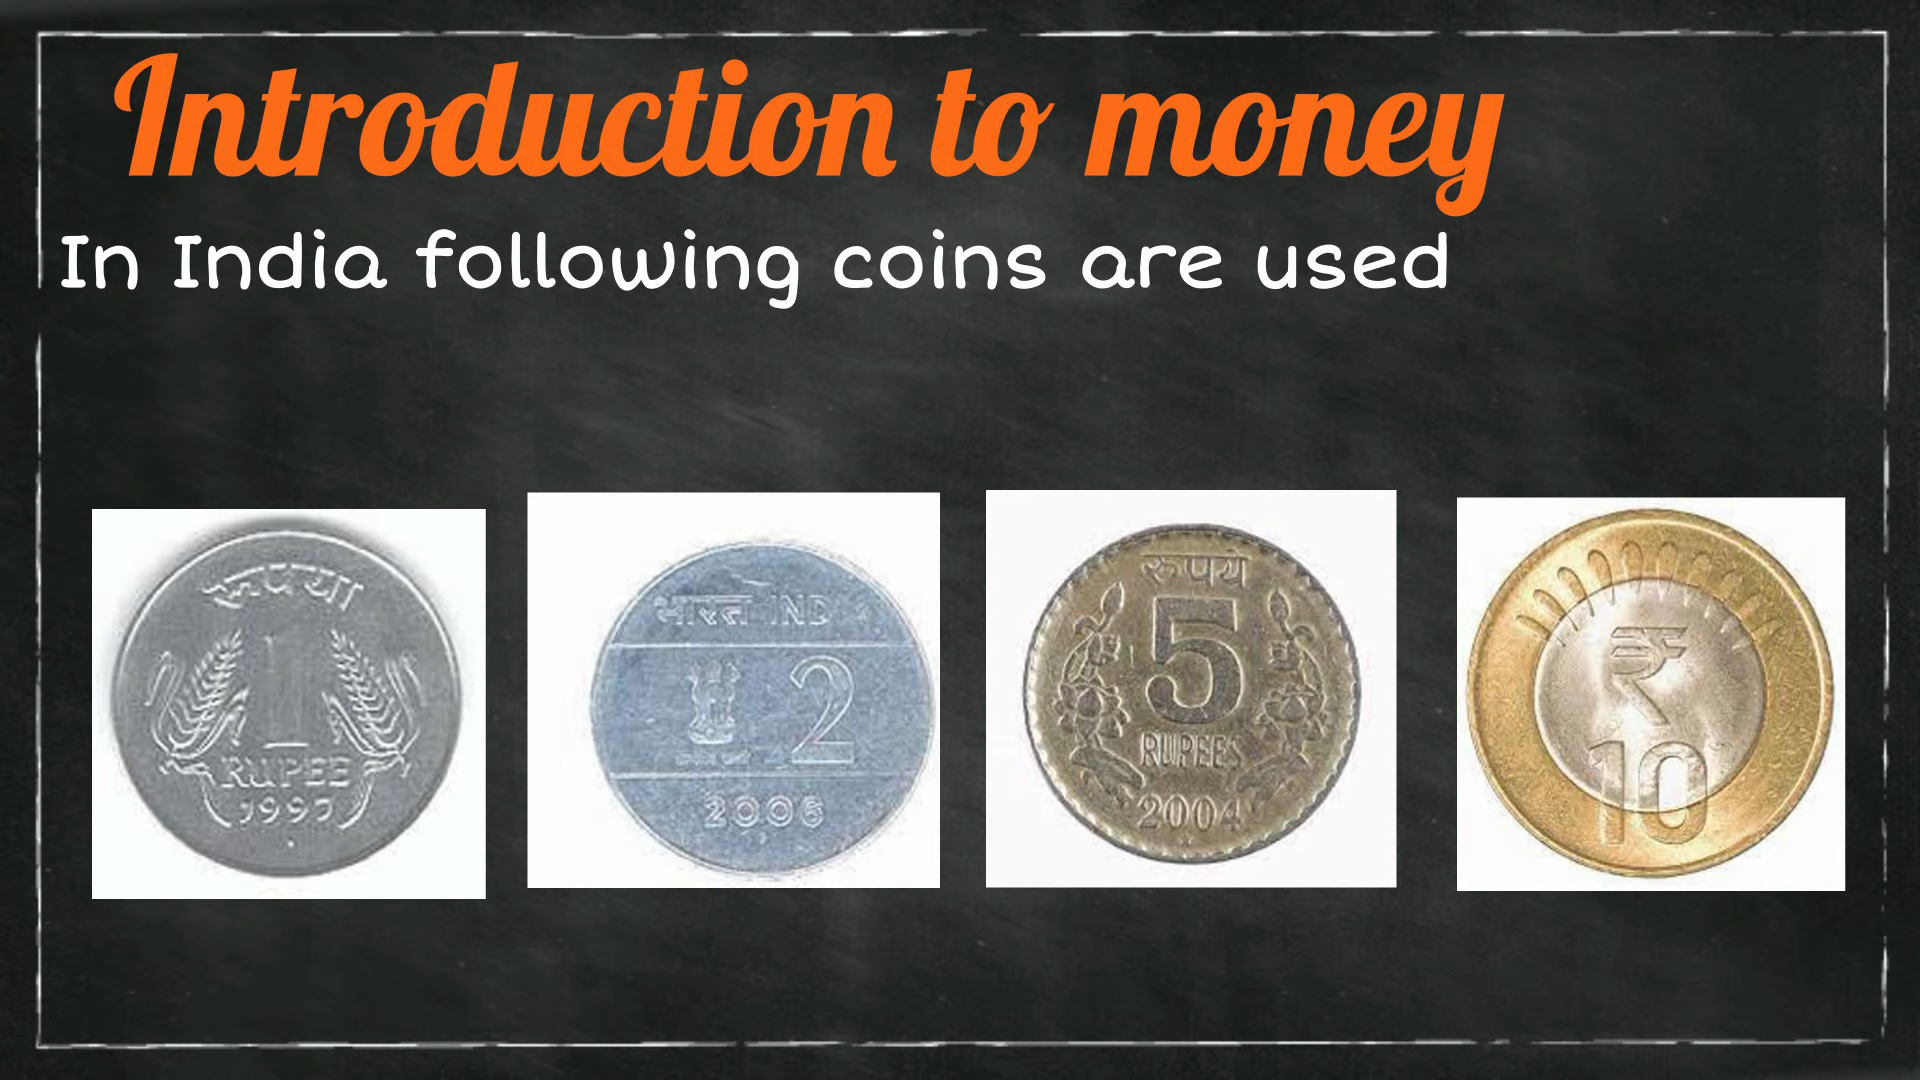 Introduction to money
In India following coins are used
रूपया
1
RUPEE
1997
भारत IND
2
2006
रुपये
5
RUPEES
2004
₹
10